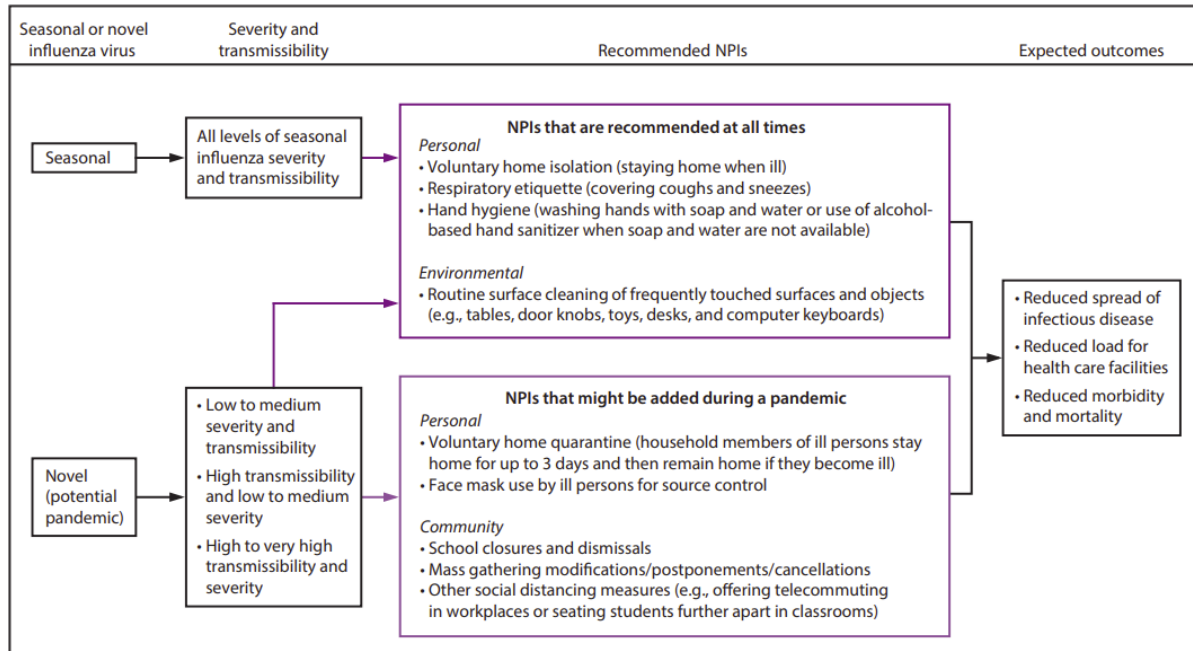 Seasonal or novel
influenza virus
Severity and
transmissibility
Recommended NPIs
Expected outcomes
Seasonal
All levels of seasonal
influenza severity
and transmissibility
NPIs that are recommended at all times
Personal
• Voluntary home isolation (staying home when ill)
• Respiratory etiquette (covering coughs and sneezes)
• Hand hygiene (washing hands with soap and water or use of alcohol-
based hand sanitizer when soap and water are not available)
Environmental
• Routine surface cleaning of frequently touched surfaces and objects
(e.g., tables, door knobs, toys, desks, and computer keyboards)
Novel
(potential
pandemic)
• Low to medium
severity and
transmissibility
• High transmissibility
and low to medium
severity
• High to very high
transmissibility and
severity
NPIs that might be added during a pandemic
Personal
• Voluntary home quarantine (household members of ill persons stay
home for up to 3 days and then remain home if they become ill)
• Face mask use by ill persons for source control
Community
• School closures and dismissals
• Mass gathering modifications/postponements/cancellations
• Other social distancing measures (e.g., offering telecommuting
in workplaces or seating students further apart in classrooms)
• Reduced spread of
infectious disease
• Reduced load for
health care facilities
• Reduced morbidity
and mortality